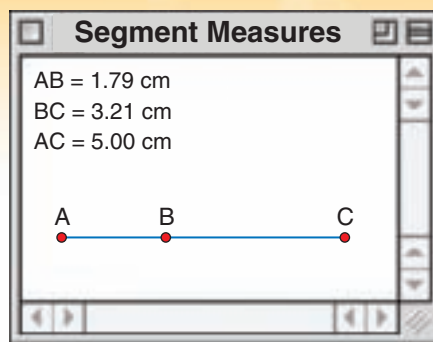 Segment Measures
AB = 1.79 cm
BC = 3.21 cm
AC = 5.00 cm
A B C